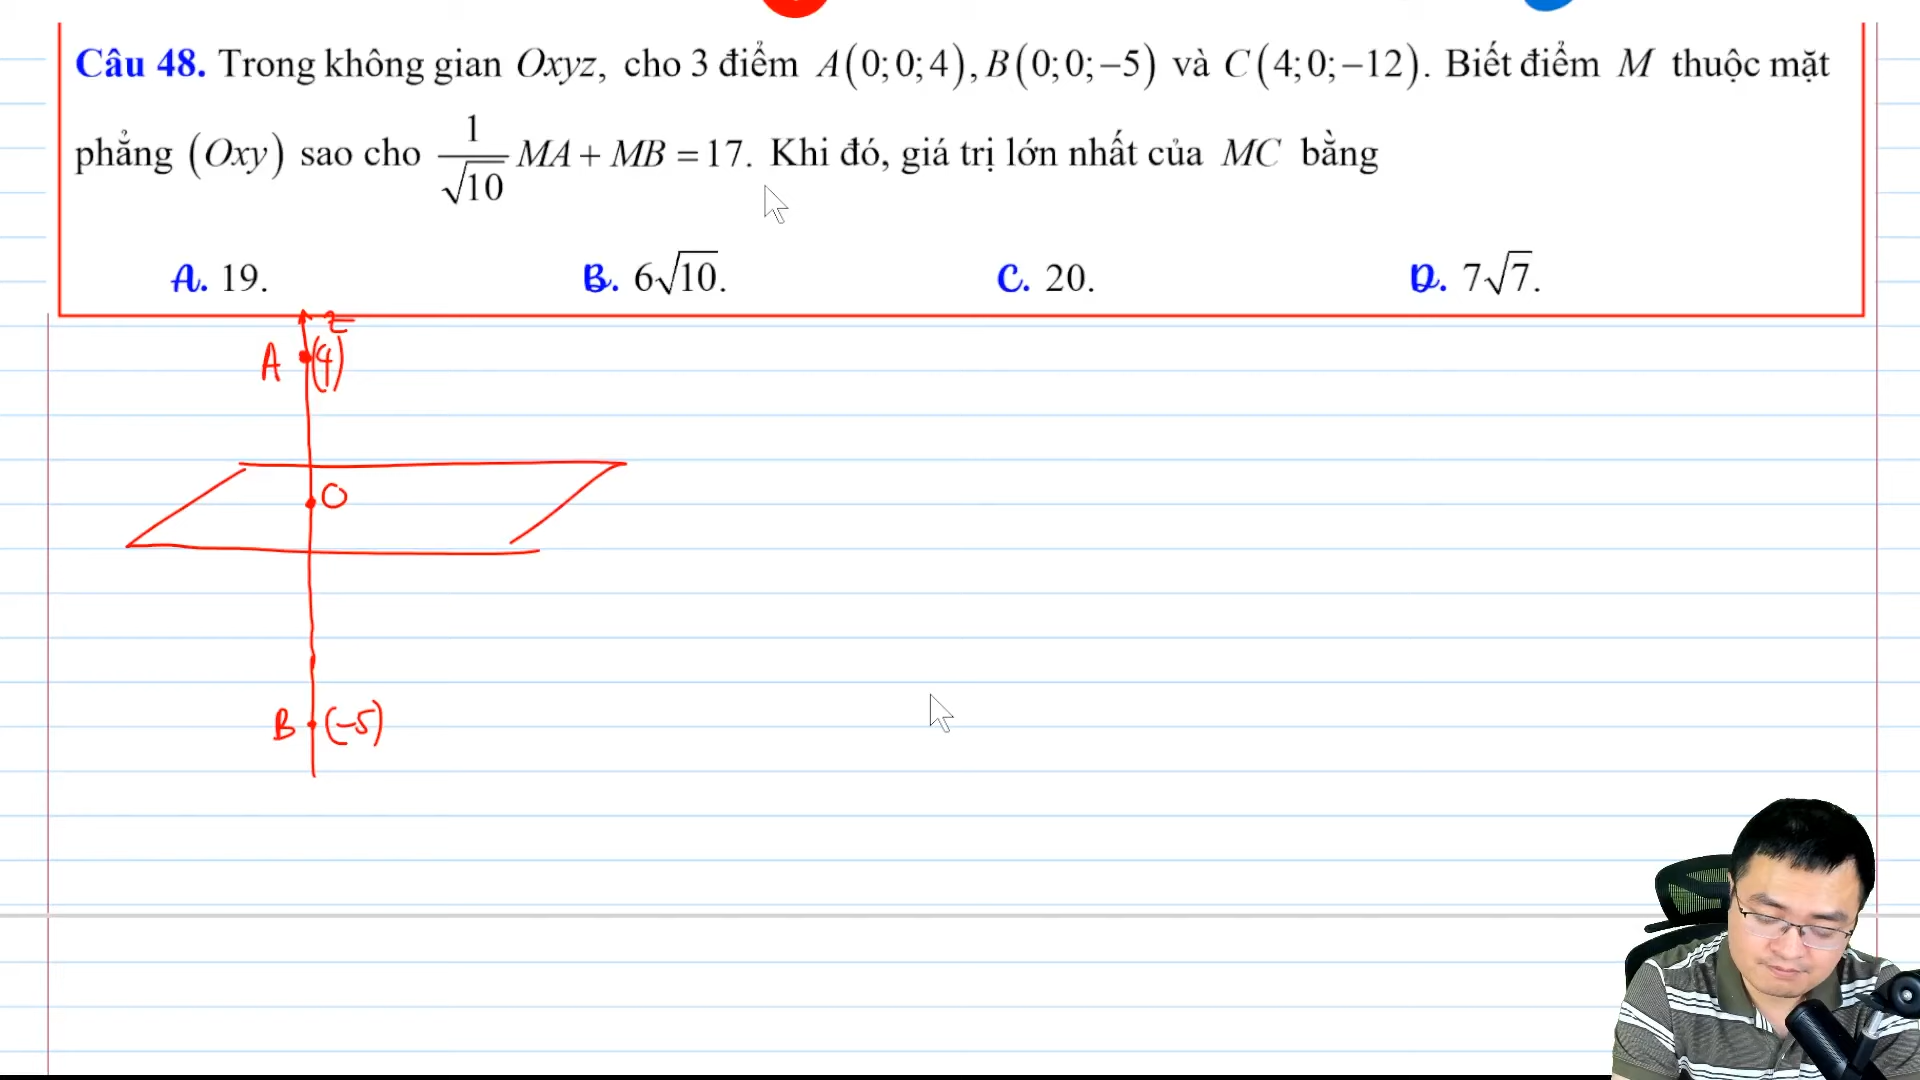 Câu 48. Trong không gian Oxyz, cho 3 điểm A(0;0;4), B(0;0;−5) và C(4;0;−12). Biết điểm M thuộc mặt
phẳng (Oxy) sao cho 1/√10 MA + MB = 17. Khi đó, giá trị lớn nhất của MC bằng
A. 19. B. 6√10. C. 20. D. 7√7.
z
A (4)
O
B (−5)